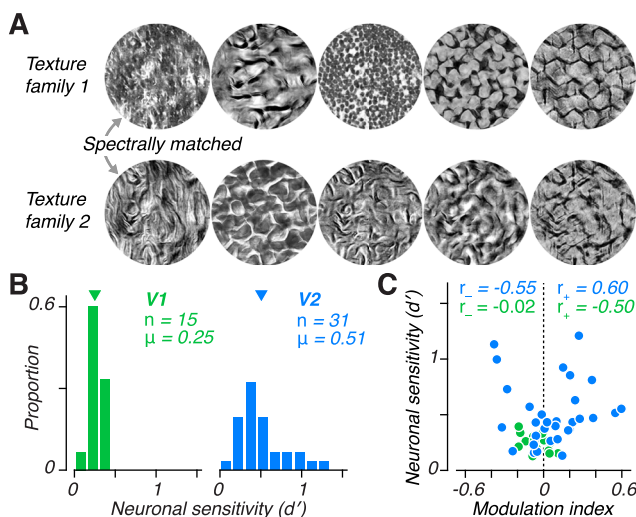 A
Texture
family 1
Spectrally matched
Texture
family 2
B
V1
n = 15
μ = 0.25
V2
n = 31
μ = 0.51
0.6
0
Proportion
0 1
0 1
Neuronal sensitivity (d′)
C
r₋ = -0.55 r₊ = 0.60
r₋ = -0.02 r₊ = -0.50
Neuronal sensitivity (d′)
1
0
-0.6 0 0.6
Modulation index